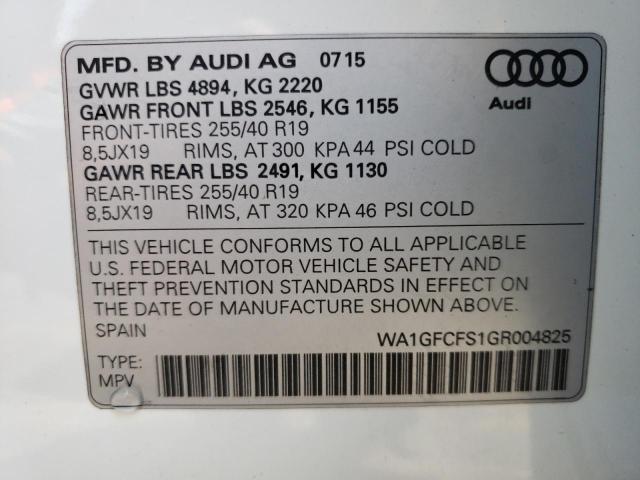 MFD. BY AUDI AG 0715
GVWR LBS 4894, KG 2220
GAWR FRONT LBS 2546, KG 1155
FRONT-TIRES 255/40 R19
8,5JX19 RIMS, AT 300 KPA 44 PSI COLD
GAWR REAR LBS 2491, KG 1130
REAR-TIRES 255/40 R19
8,5JX19 RIMS, AT 320 KPA 46 PSI COLD
Audi
THIS VEHICLE CONFORMS TO ALL APPLICABLE
U.S. FEDERAL MOTOR VEHICLE SAFETY AND
THEFT PREVENTION STANDARDS IN EFFECT ON
THE DATE OF MANUFACTURE SHOWN ABOVE.
SPAIN WA1GFCFS1GR004825
TYPE:
MPV